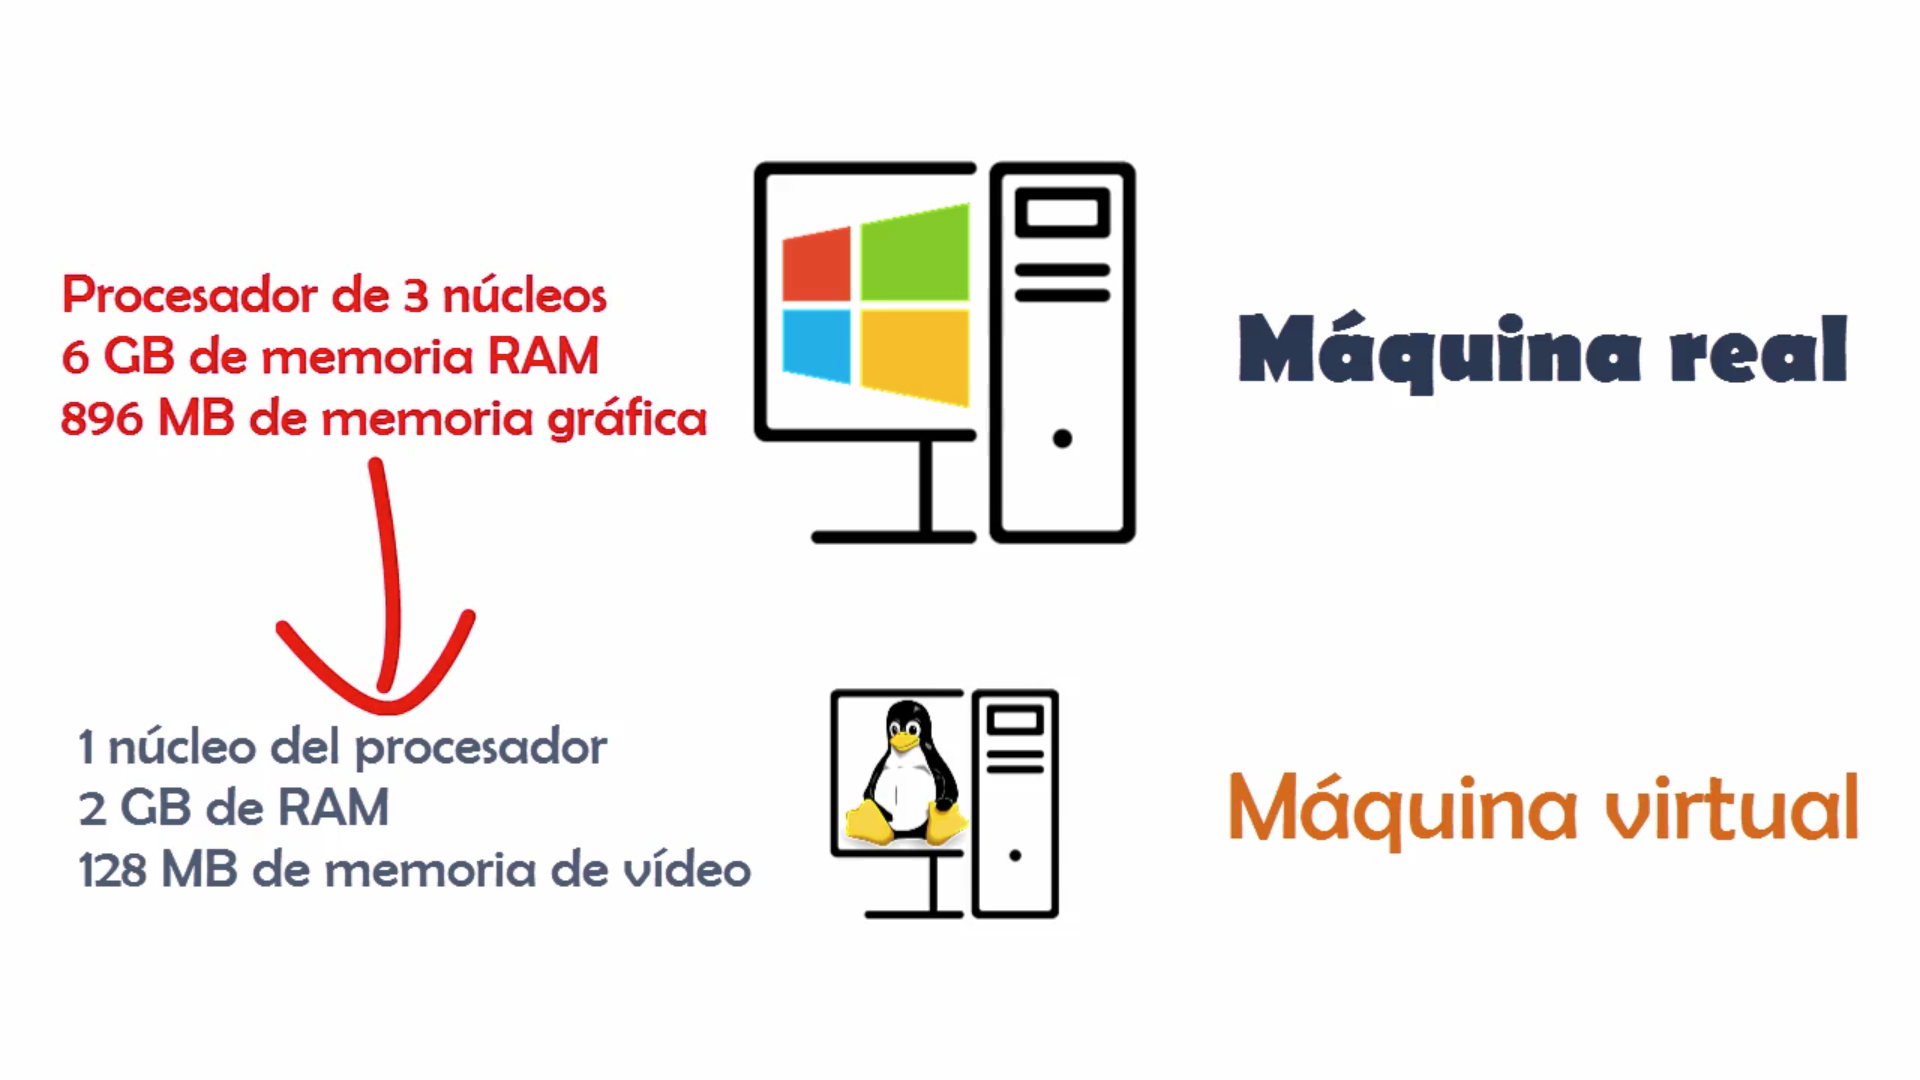 Procesador de 3 núcleos
6 GB de memoria RAM
896 MB de memoria gráfica
Máquina real
1 núcleo del procesador
2 GB de RAM
128 MB de memoria de vídeo
Máquina virtual